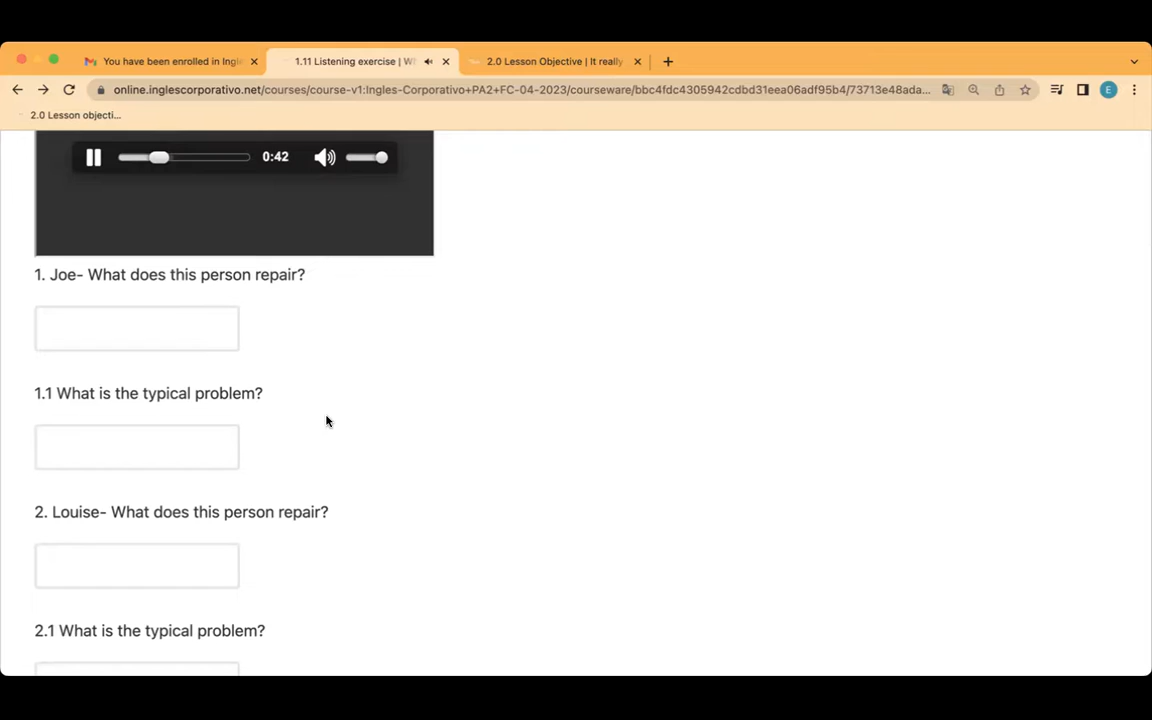 You have been enrolled in Ingl
1.11 Listening exercise | W
2.0 Lesson Objective | It really
online.inglescorporativo.net/courses/course-v1:Ingles-Corporativo+PA2+FC-04-2023/courseware/bbc4fdc4305942cdbd31eea06adf95b4/73713e48ada...
E
2.0 Lesson objecti...
0:42
1. Joe- What does this person repair?
1.1 What is the typical problem?
2. Louise- What does this person repair?
2.1 What is the typical problem?